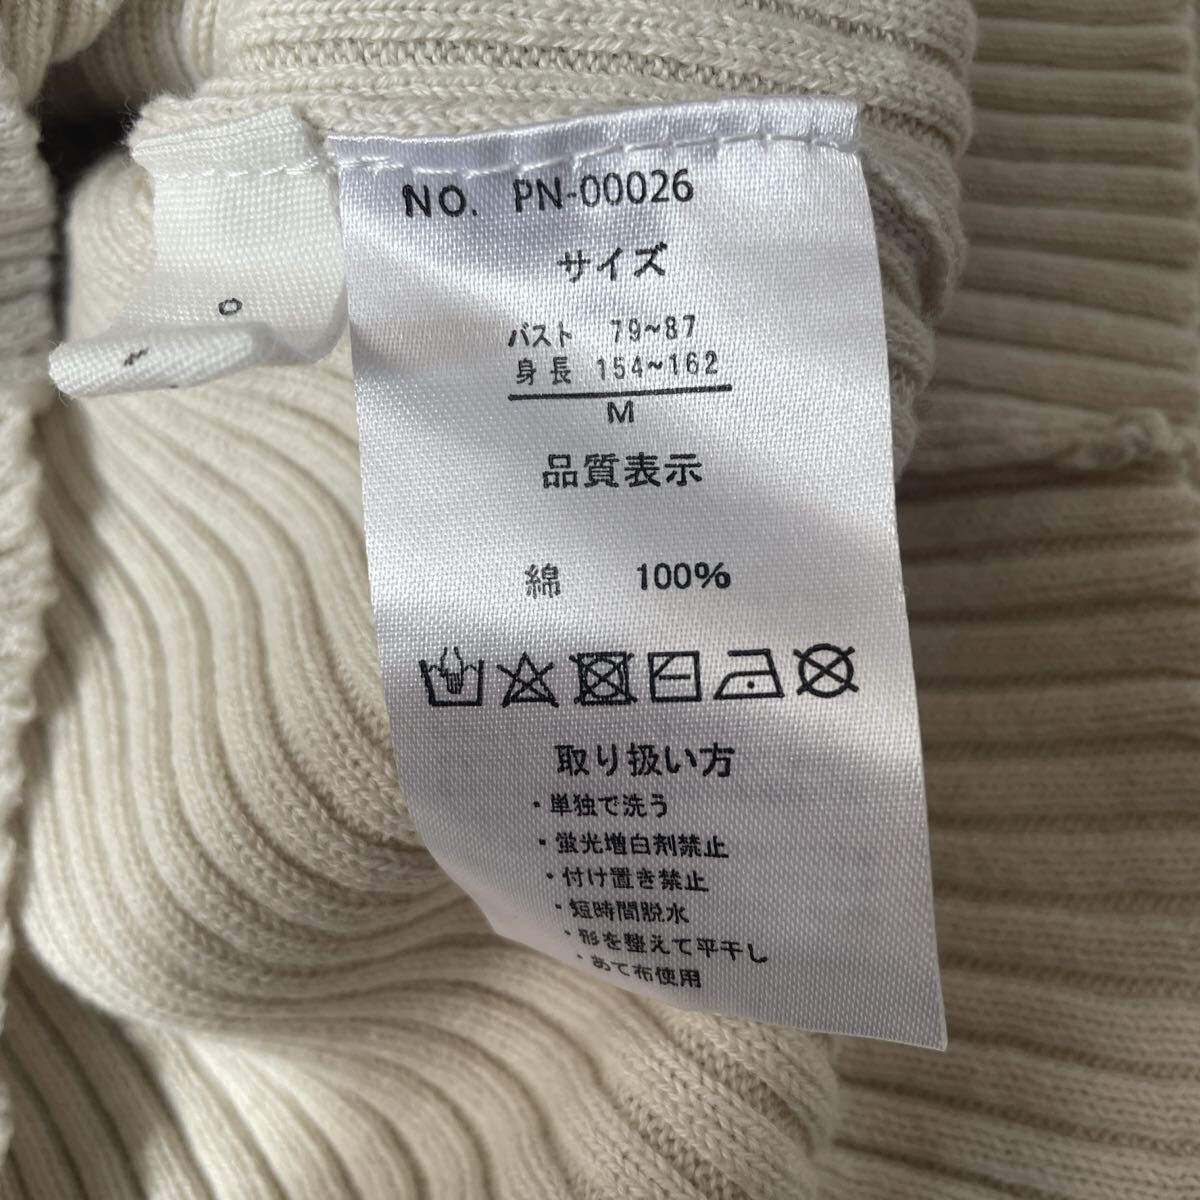 NO. PN-00026
サイズ
バスト 79~87
身長 154~162
M
品質表示
綿 100%
取り扱い方
・単独で洗う
・蛍光増白剤禁止
・付け置き禁止
・短時間脱水
・形を整えて平干し
・あて布使用